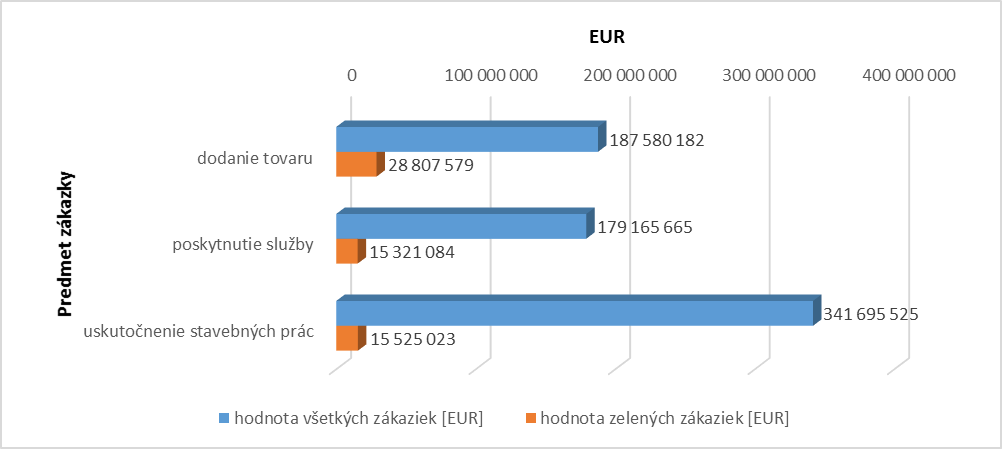 EUR
0 100 000 000 200 000 000 300 000 000 400 000 000
Predmet zákazky
dodanie tovaru
187 580 182
28 807 579
poskytnutie služby
179 165 665
15 321 084
uskutočnenie stavebných prác
341 695 525
15 525 023
hodnota všetkých zákaziek [EUR] hodnota zelených zákaziek [EUR]